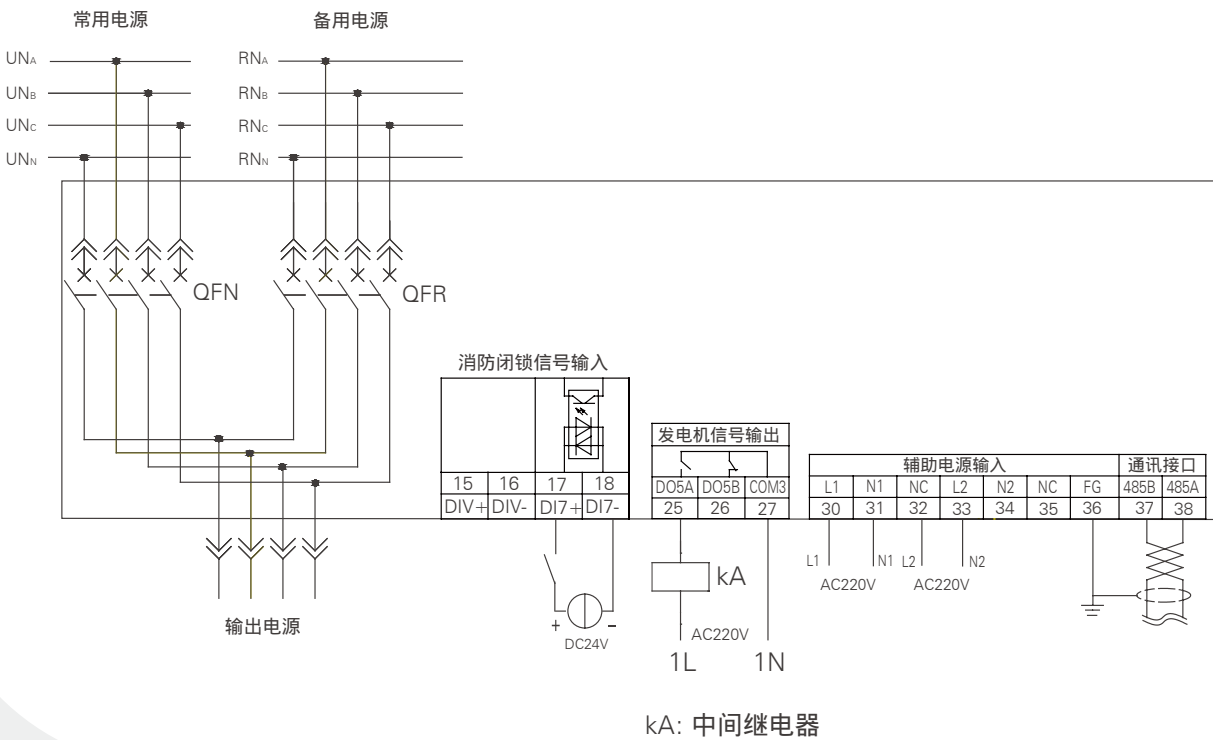 常用电源
备用电源
UNA
RNA
UNB
RNB
UNC
RNC
UNN
RNN
QFN
QFR
消防闭锁信号输入
15 16 17 18
DIV+ DIV- DI7+ DI7-
发电机信号输出
DO5A DO5B COM3
25 26 27
辅助电源输入 通讯接口
L1 N1 NC L2 N2 NC FG 485B 485A
30 31 32 33 34 35 36 37 38
L1 N1 L2 N2
AC220V AC220V
kA
+ -
DC24V
AC220V
1L 1N
输出电源
kA: 中间继电器